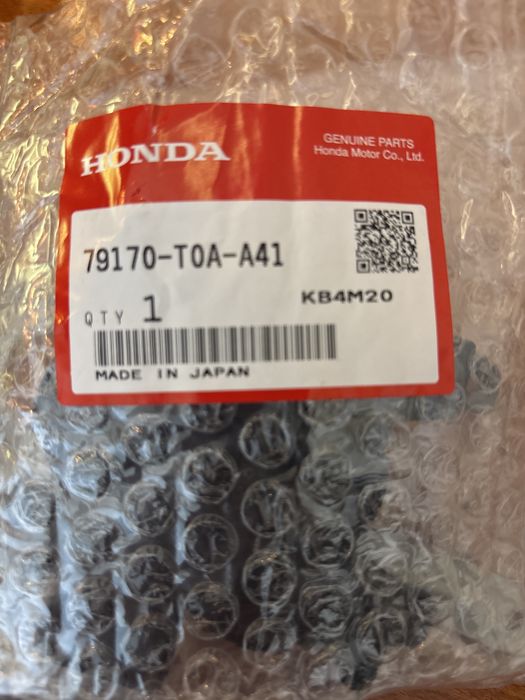 HONDA
GENUINE PARTS
Honda Motor Co., Ltd.
79170-T0A-A41
KB4M20
QTY 1
MADE IN JAPAN